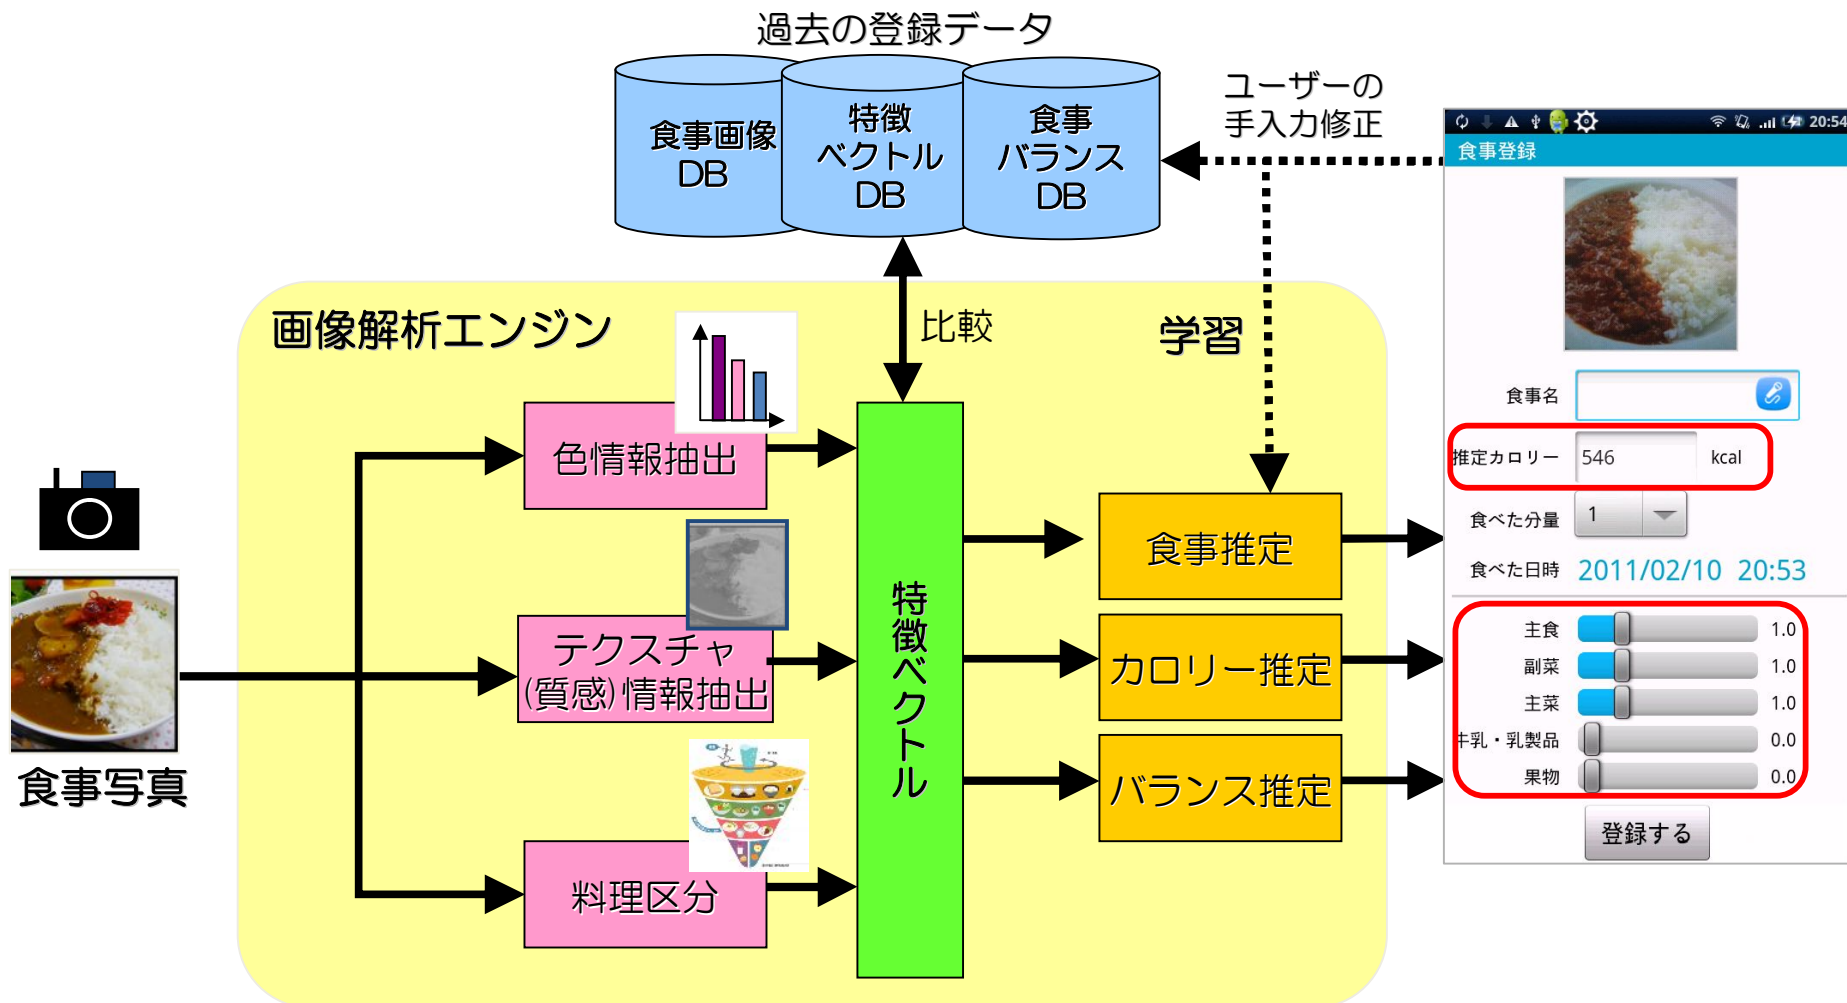 過去の登録データ
食事画像
DB
特徴
ベクトル
DB
食事
バランス
DB
ユーザーの
手入力修正
画像解析エンジン
比較
学習
色情報抽出
テクスチャ
(質感)情報抽出
料理区分
特徴ベクトル
食事推定
カロリー推定
バランス推定
食事写真
20:54
食事登録
食事名
推定カロリー 546 kcal
食べた分量 1
食べた日時 2011/02/10 20:53
主食 1.0
副菜 1.0
主菜 1.0
牛乳・乳製品 0.0
果物 0.0
登録する